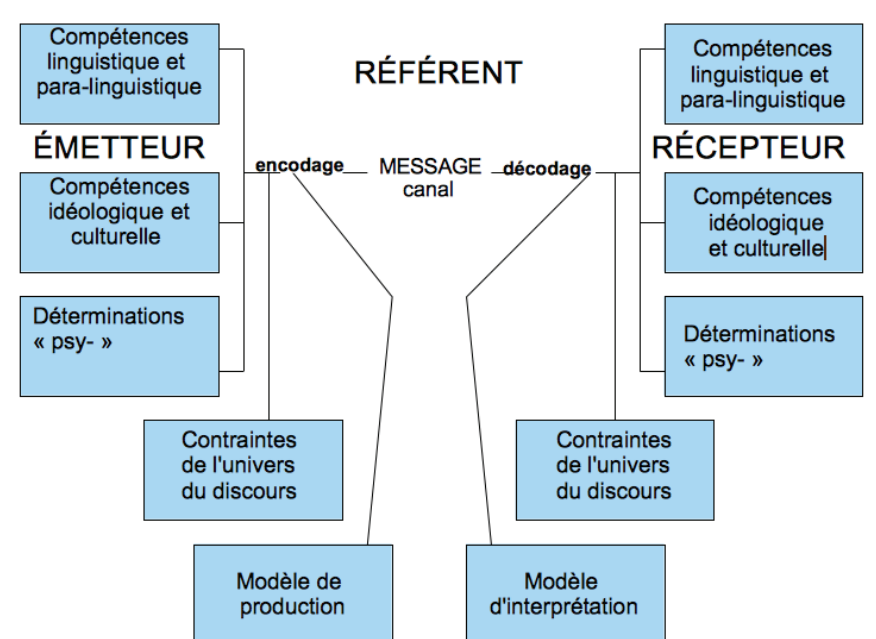 Compétences
linguistique et
para-linguistique
RÉFÉRENT
Compétences
linguistique et
para-linguistique
ÉMETTEUR
RÉCEPTEUR
encodage
MESSAGE
canal
décodage
Compétences
idéologique et
culturelle
Compétences
idéologique
et culturelle
Déterminations
« psy- »
Déterminations
« psy- »
Contraintes
de l'univers
du discours
Contraintes
de l'univers
du discours
Modèle de
production
Modèle
d'interprétation